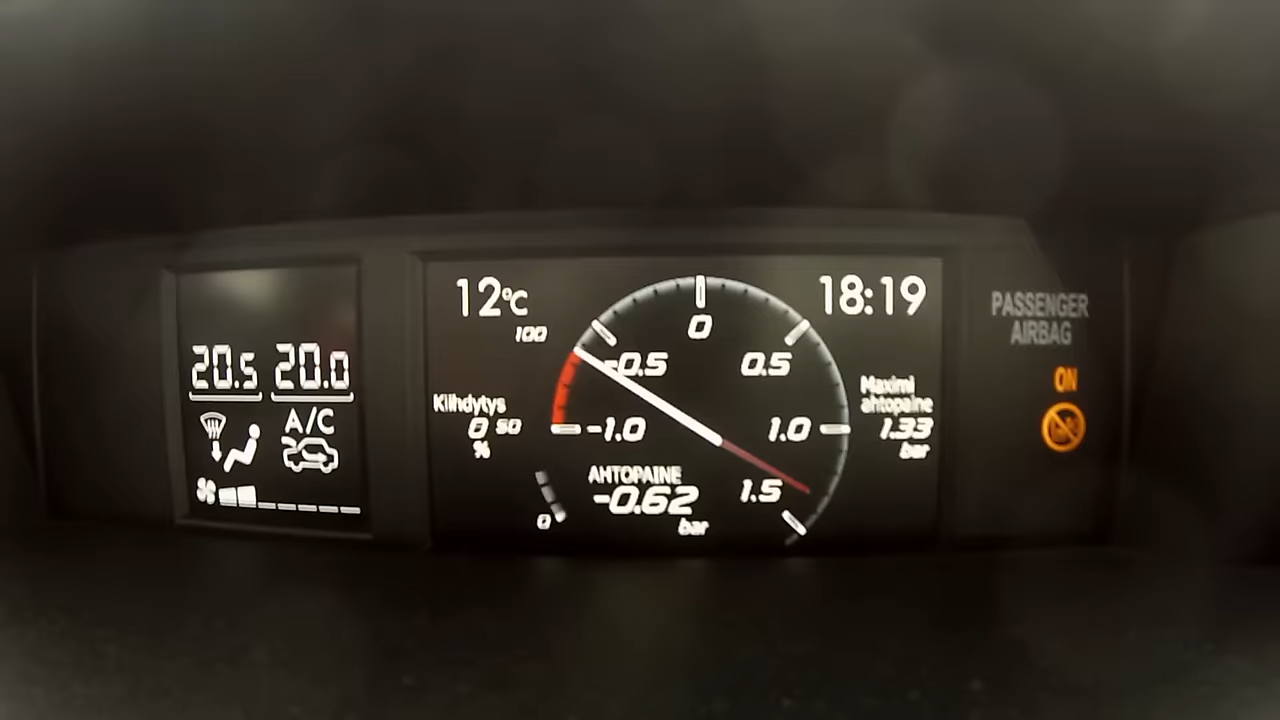 20.5 20.0
A/C
12°C
100
Kiihdytys
0 50
%
0
0
-0.5 0.5
-1.0 1.0
1.5
AHTOPAINE
-0.62
bar
18:19
Maximi
ahtopaine
1.33
bar
PASSENGER
AIRBAG
ON